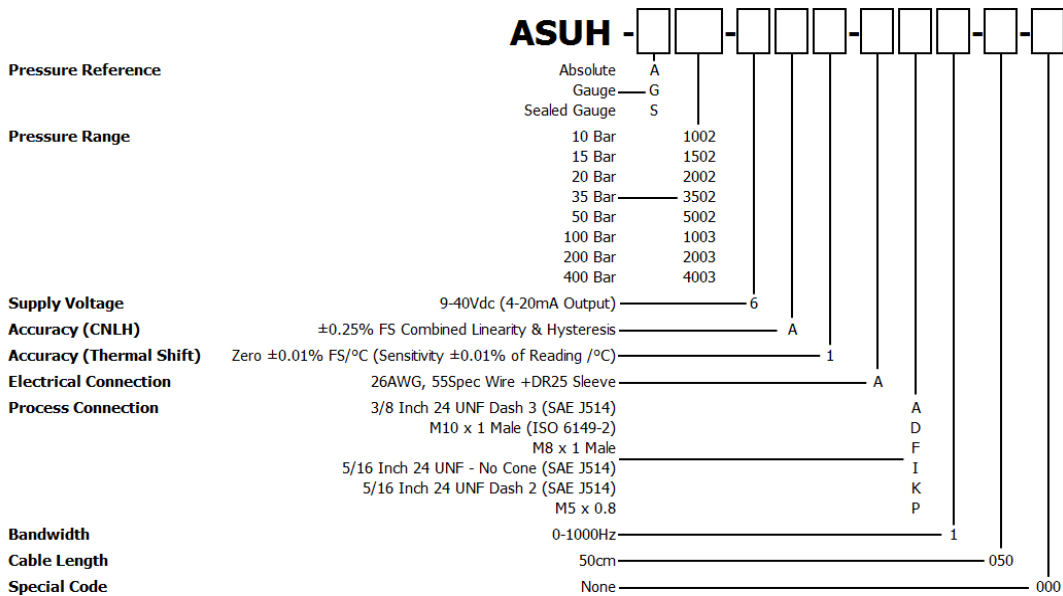 ASUH - - - - -
Pressure Reference Absolute A
Gauge G
Sealed Gauge S
Pressure Range 10 Bar 1002
15 Bar 1502
20 Bar 2002
35 Bar 3502
50 Bar 5002
100 Bar 1003
200 Bar 2003
400 Bar 4003
Supply Voltage 9-40Vdc (4-20mA Output) 6
Accuracy (CNLH) ±0.25% FS Combined Linearity & Hysteresis A
Accuracy (Thermal Shift) Zero ±0.01% FS/ºC (Sensitivity ±0.01% of Reading /ºC) 1
Electrical Connection 26AWG, 55Spec Wire +DR25 Sleeve A
Process Connection 3/8 Inch 24 UNF Dash 3 (SAE J514) A
M10 x 1 Male (ISO 6149-2) D
M8 x 1 Male F
5/16 Inch 24 UNF - No Cone (SAE J514) I
5/16 Inch 24 UNF Dash 2 (SAE J514) K
M5 x 0.8 P
Bandwidth 0-1000Hz 1
Cable Length 50cm 050
Special Code None 000